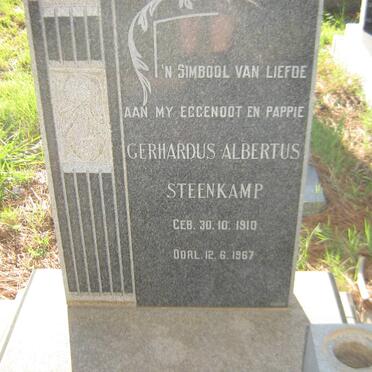 'N SIMBOOL VAN LIEFDE
AAN MY EGGENOOT EN PAPPIE
GERHARDUS ALBERTUS
STEENKAMP
GEB. 30. 10. 1910
OORL. 12. 6. 1967